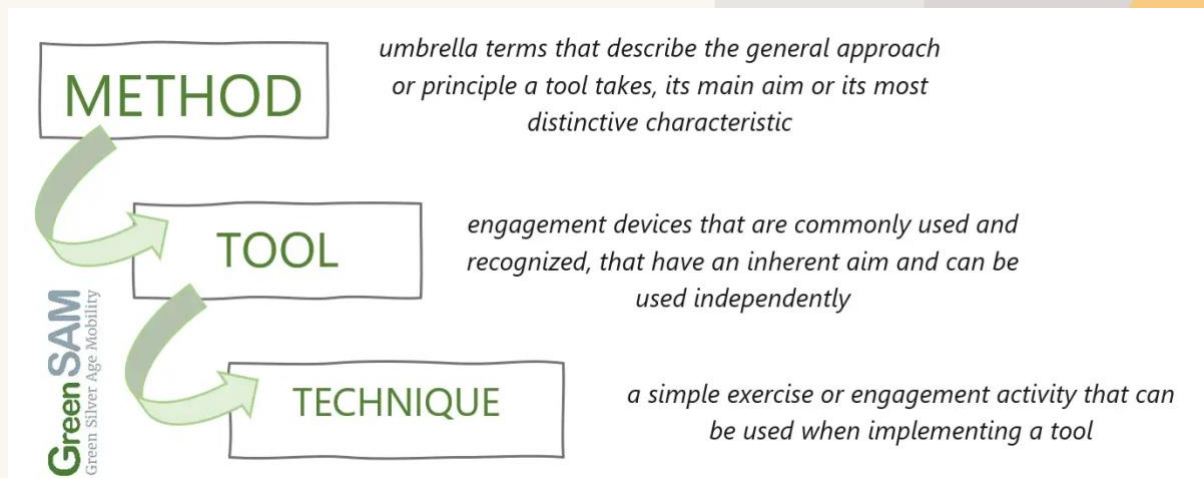 METHOD
umbrella terms that describe the general approach
or principle a tool takes, its main aim or its most
distinctive characteristic
TOOL
engagement devices that are commonly used and
recognized, that have an inherent aim and can be
used independently
TECHNIQUE
a simple exercise or engagement activity that can
be used when implementing a tool
GreenSAM
Green Silver Age Mobility